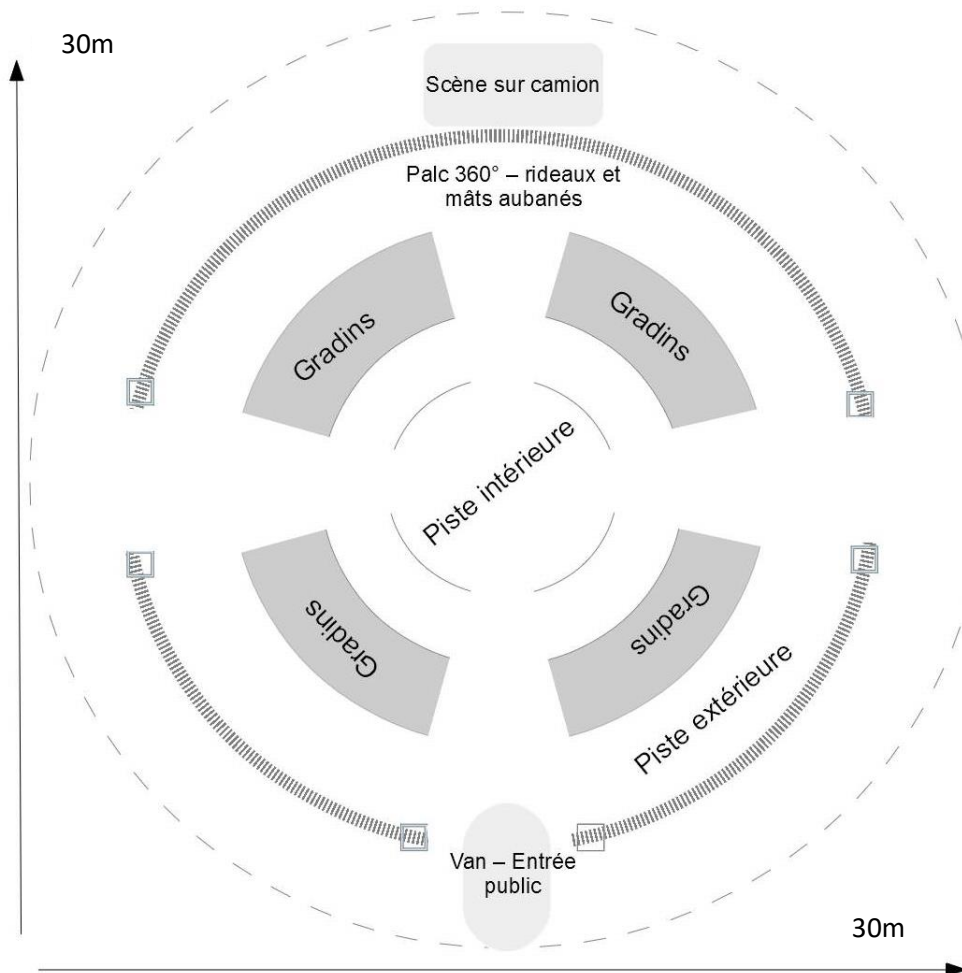 30m
Scène sur camion
Palc 360° – rideaux et
mâts aubanés
Gradins
Gradins
Piste intérieure
Gradins
Gradins
Piste extérieure
Van – Entrée
public
30m